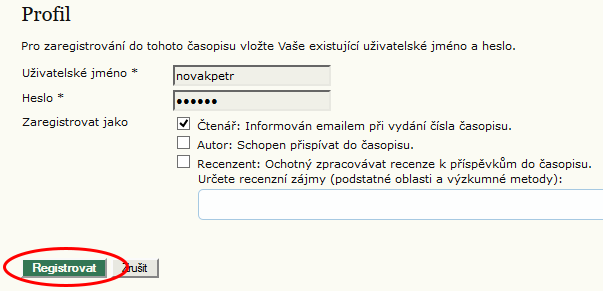 Profil
Pro zaregistrování do tohoto časopisu vložte Vaše existující uživatelské jméno a heslo.
Uživatelské jméno * novakpetr
Heslo * ●●●●●●
Zaregistrovat jako Čtenář: Informován emailem při vydání čísla časopisu.
Autor: Schopen přispívat do časopisu.
Recenzent: Ochotný zpracovávat recenze k příspěvkům do časopisu.
Určete recenzní zájmy (podstatné oblasti a výzkumné metody):
Registrovat Zrušit